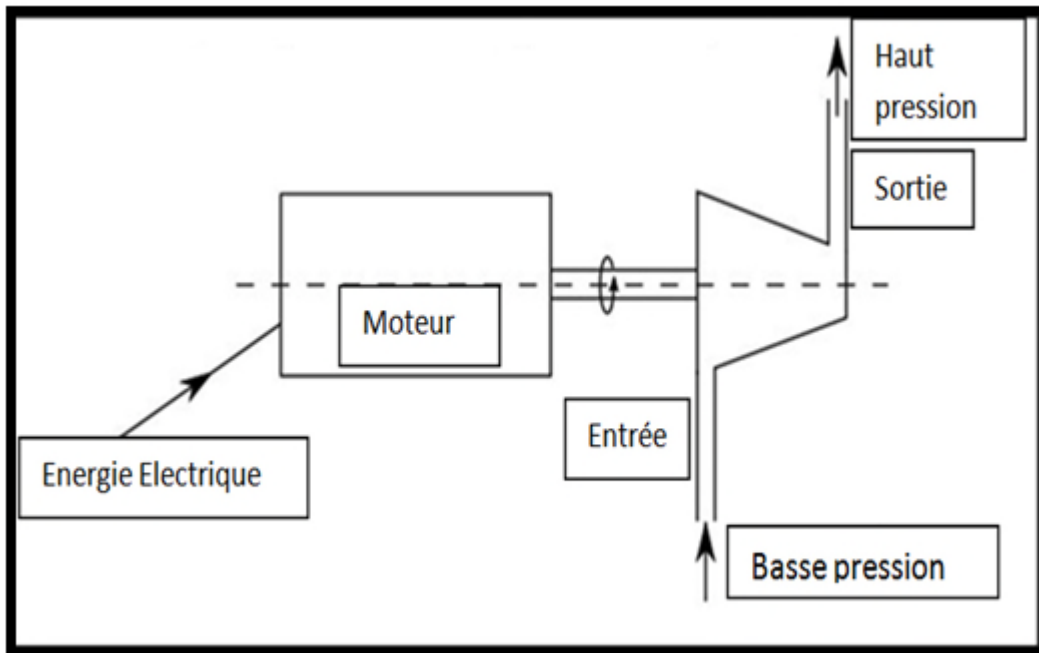 Haut
pression
Sortie
Moteur
Entrée
Energie Electrique
Basse pression